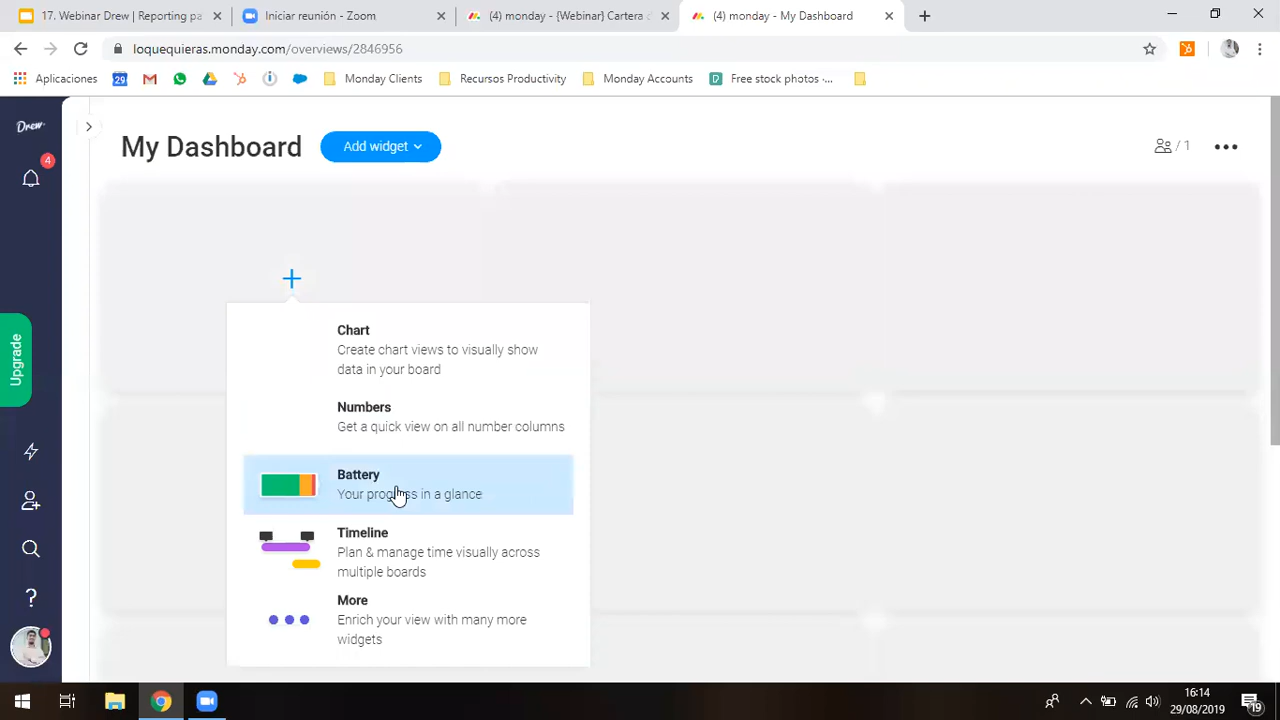 17. Webinar Drew | Reporting pa
Iniciar reunión - Zoom
(4) monday - {Webinar} Cartera c
(4) monday - My Dashboard
loquequieras.monday.com/overviews/2846956
Aplicaciones
29
Monday Clients
Recursos Productivity
Monday Accounts
Free stock photos · ...
Drew
4
My Dashboard
Add widget
/ 1
Upgrade
Chart
Create chart views to visually show
data in your board
Numbers
Get a quick view on all number columns
Battery
Your progress in a glance
Timeline
Plan & manage time visually across
multiple boards
More
Enrich your view with many more
widgets
?
16:14
29/08/2019
19